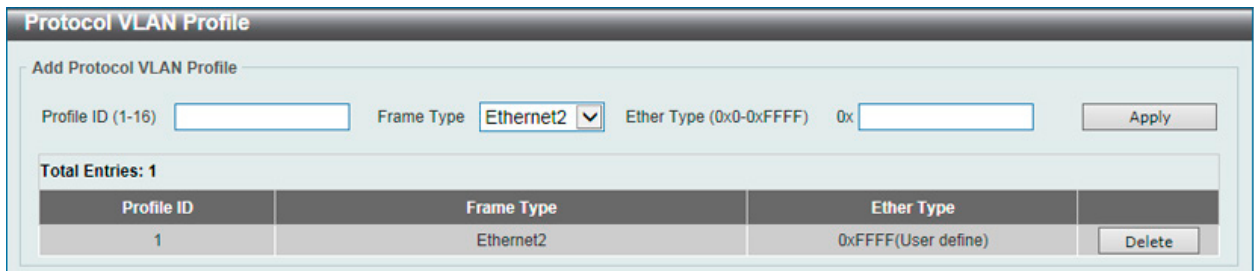 Protocol VLAN Profile
Add Protocol VLAN Profile
Profile ID (1-16) Frame Type Ethernet2 Ether Type (0x0-0xFFFF) 0x Apply
Total Entries: 1
Profile ID Frame Type Ether Type
1 Ethernet2 0xFFFF(User define) Delete